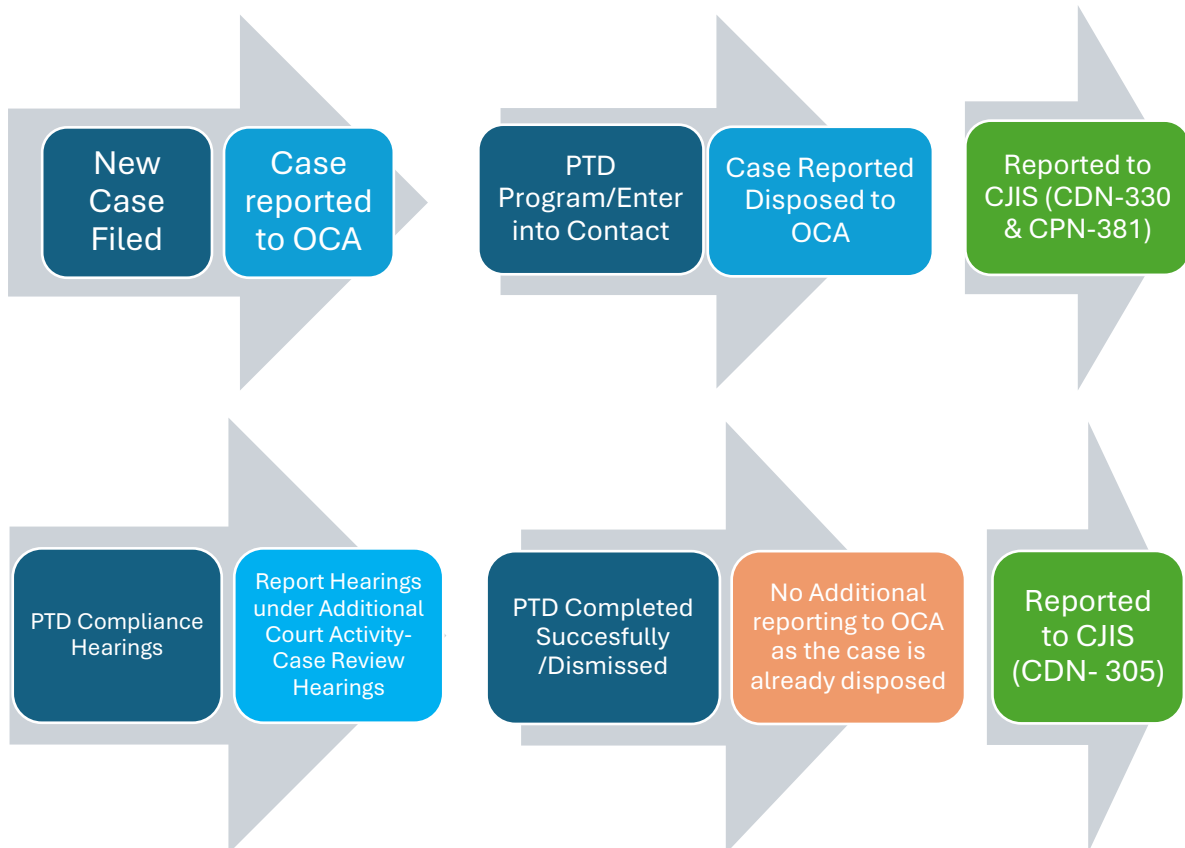 New
Case
Filed
Case
reported
to OCA
PTD
Program/Enter
into Contact
Case Reported
Disposed to
OCA
Reported to
CJIS (CDN-330
& CPN-381)
PTD Compliance
Hearings
Report Hearings
under Additional
Court Activity-
Case Review
Hearings
PTD Completed
Succesfully
/Dismissed
No Additional
reporting to OCA
as the case is
already disposed
Reported
to CJIS
(CDN- 305)